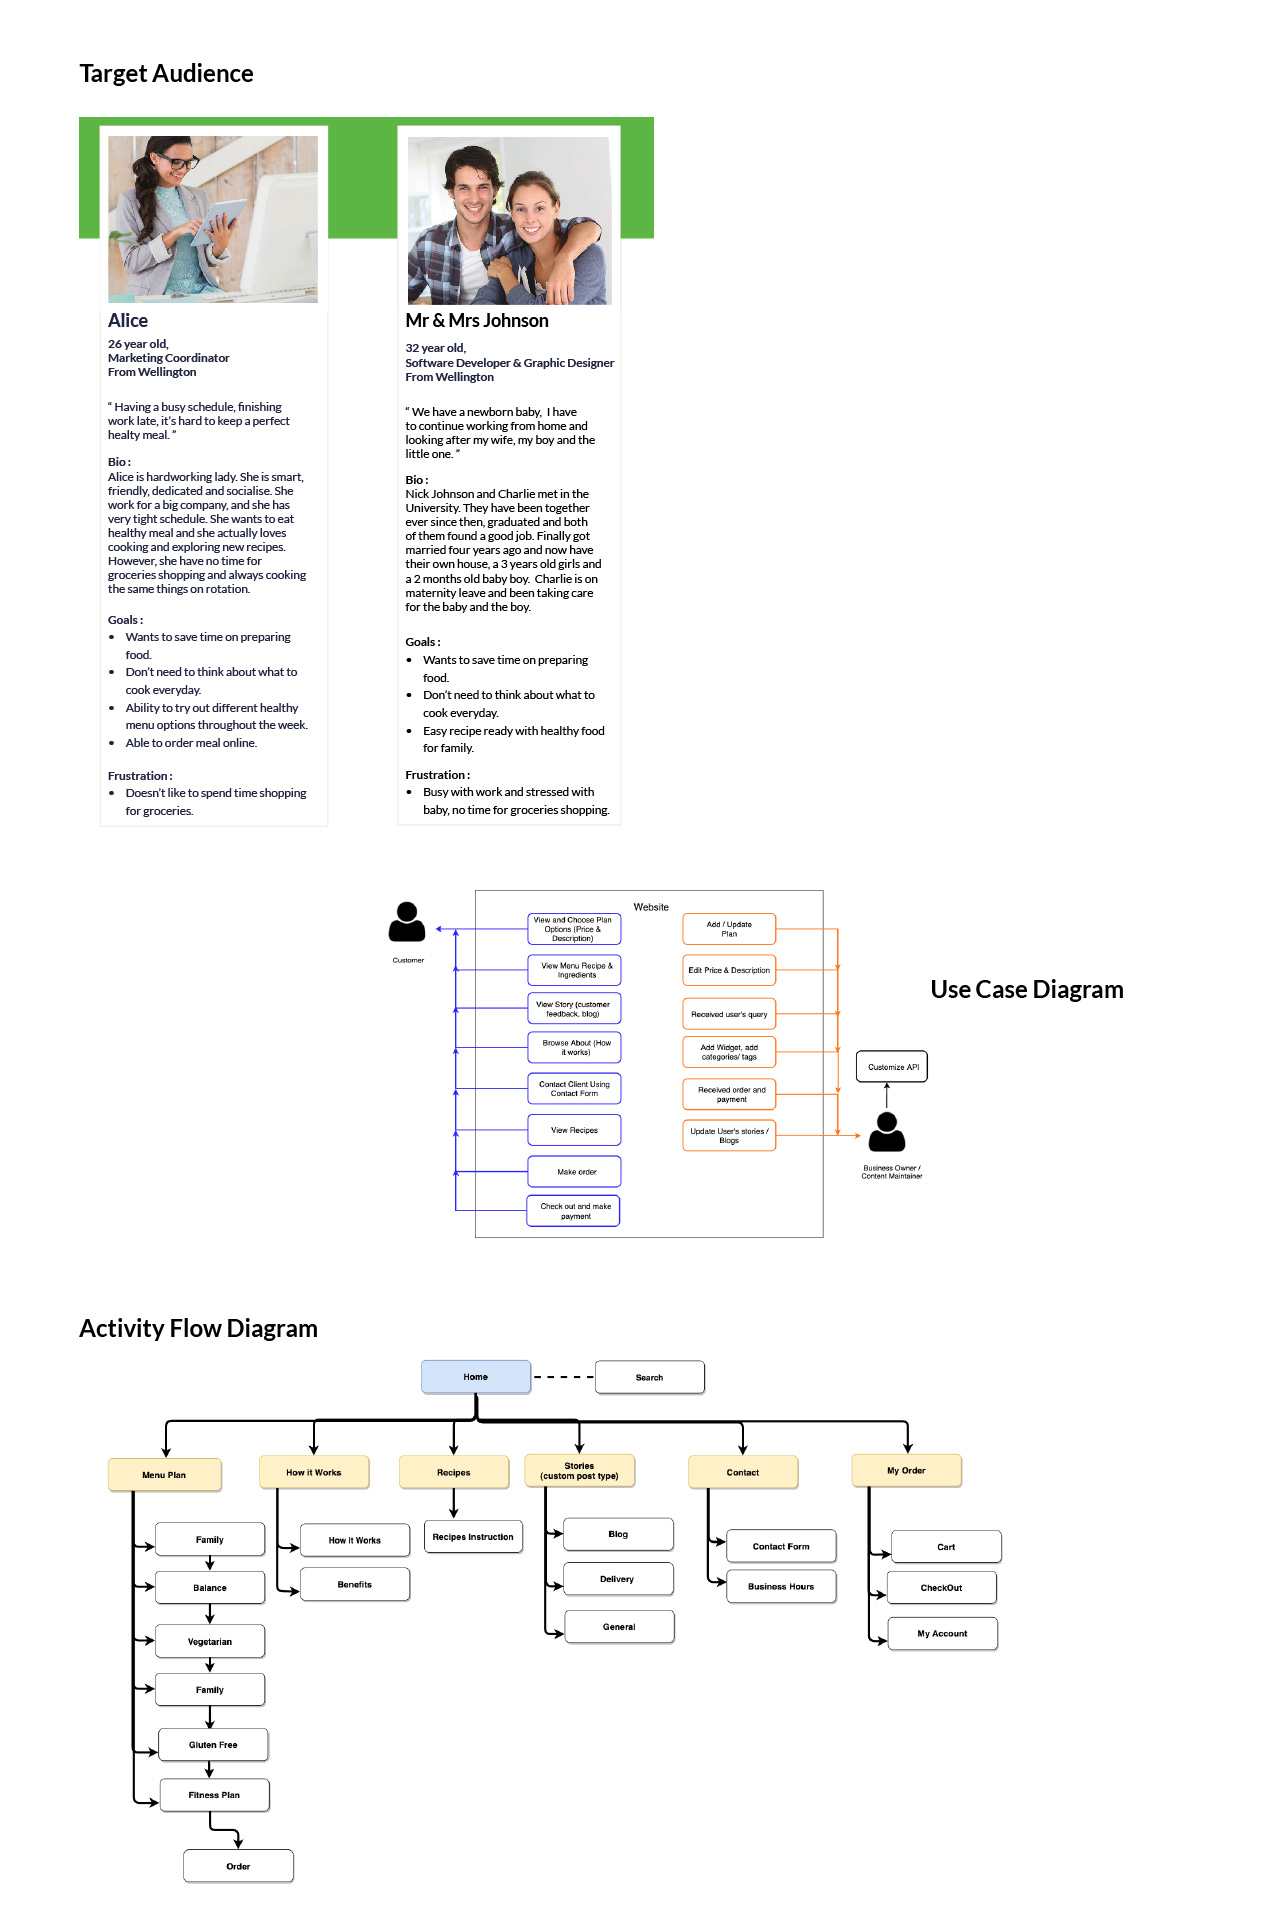 Target Audience
Alice
26 year old,
Marketing Coordinator
From Wellington
“ Having a busy schedule, finishing
work late, it’s hard to keep a perfect
healty meal. ”
Bio :
Alice is hardworking lady. She is smart,
friendly, dedicated and socialise. She
work for a big company, and she has
very tight schedule. She wants to eat
healthy meal and she actually loves
cooking and exploring new recipes.
However, she have no time for
groceries shopping and always cooking
the same things on rotation.
Goals :
• Wants to save time on preparing
food.
• Don’t need to think about what to
cook everyday.
• Ability to try out different healthy
menu options throughout the week.
• Able to order meal online.
Frustration :
• Doesn’t like to spend time shopping
for groceries.
Mr & Mrs Johnson
32 year old,
Software Developer & Graphic Designer
From Wellington
“ We have a newborn baby, I have
to continue working from home and
looking after my wife, my boy and the
little one. ”
Bio :
Nick Johnson and Charlie met in the
University. They have been together
ever since then, graduated and both
of them found a good job. Finally got
married four years ago and now have
their own house, a 3 years old girls and
a 2 months old baby boy. Charlie is on
maternity leave and been taking care
for the baby and the boy.
Goals :
• Wants to save time on preparing
food.
• Don’t need to think about what to
cook everyday.
• Easy recipe ready with healthy food
for family.
Frustration :
• Busy with work and stressed with
baby, no time for groceries shopping.
Use Case Diagram
Website
Customer
View and Choose Plan
Options (Price &
Description)
View Menu Recipe &
Ingredients
View Story (customer
feedback, blog)
Browse About (How
it works)
Contact Client Using
Contact Form
View Recipes
Make order
Check out and make
payment
Add / Update
Plan
Edit Price & Description
Received user's query
Add Widget, add
categories/ tags
Received order and
payment
Update User's stories /
Blogs
Customize API
Business Owner /
Content Maintainer
Activity Flow Diagram
Home
Search
Menu Plan
How it Works
Recipes
Stories
(custom post type)
Contact
My Order
Family
Balance
Vegetarian
Family
Gluten Free
Fitness Plan
Order
How it Works
Benefits
Recipes Instruction
Blog
Delivery
General
Contact Form
Business Hours
Cart
CheckOut
My Account